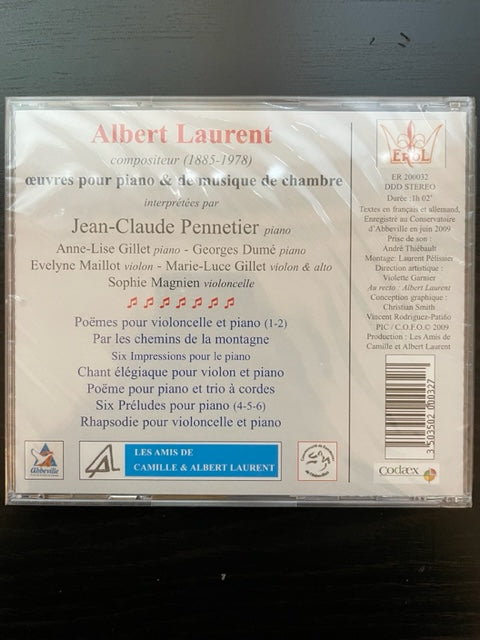 Albert Laurent
compositeur (1885-1978)
œuvres pour piano & de musique de chambre
interprétées par
Jean-Claude Pennetier piano
Anne-Lise Gillet piano - Georges Dumé piano
Evelyne Maillot violon - Marie-Luce Gillet violon & alto
Sophie Magnien violoncelle
Poëmes pour violoncelle et piano (1-2)
Par les chemins de la montagne
Six Impressions pour le piano
Chant élégiaque pour violon et piano
Poëme pour piano et trio à cordes
Six Préludes pour piano (4-5-6)
Rhapsodie pour violoncelle et piano
Abbeville
LES AMIS DE
CAMILLE & ALBERT LAURENT
EROL
ER 200032
DDD STEREO
Durée : 1h 02'
Textes en français et allemand,
Enregistré au Conservatoire
d'Abbeville en juin 2009
Prise de son :
André Thiébault
Montage: Laurent Pélissier
Direction artistique :
Violette Garnier
Au recto : Albert Laurent
Conception graphique :
Christian Smith
Vincent Rodriguez-Patiño
PIC / C.O.F.O.© 2009
Production : Les Amis de
Camille et Albert Laurent
3 503502 000327
codæx